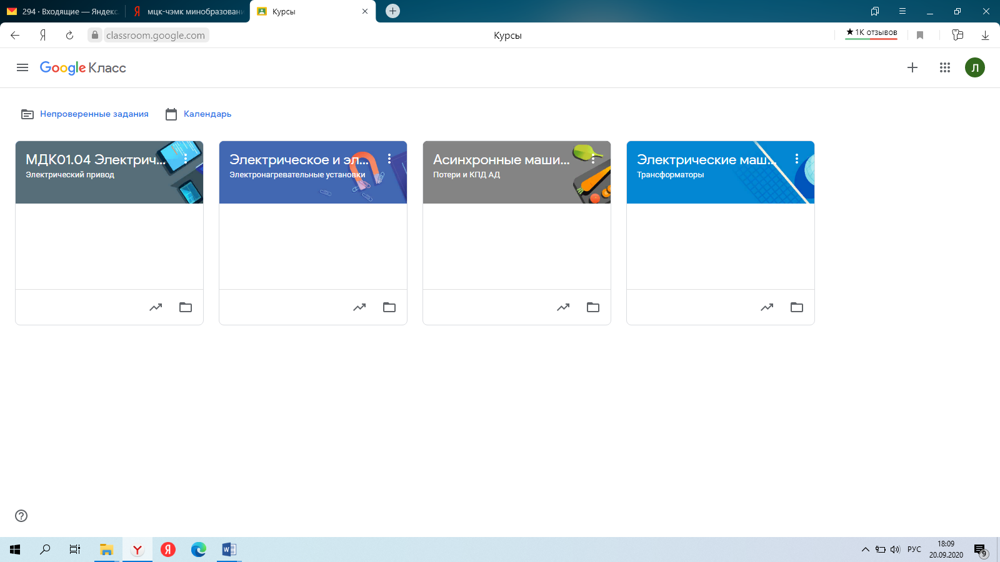 294 · Входящие — Яндекс
мцк-чэмк минобразовани
Курсы
classroom.google.com
Курсы
★1К отзывов
Google Класс
Л
Непроверенные задания
Календарь
МДК01.04 Электрич...
Электрический привод
Электрическое и эл...
Электронагревательные установки
Асинхронные маши...
Потери и КПД АД
Электрические маш...
Трансформаторы
РУС
18:09
20.09.2020
9